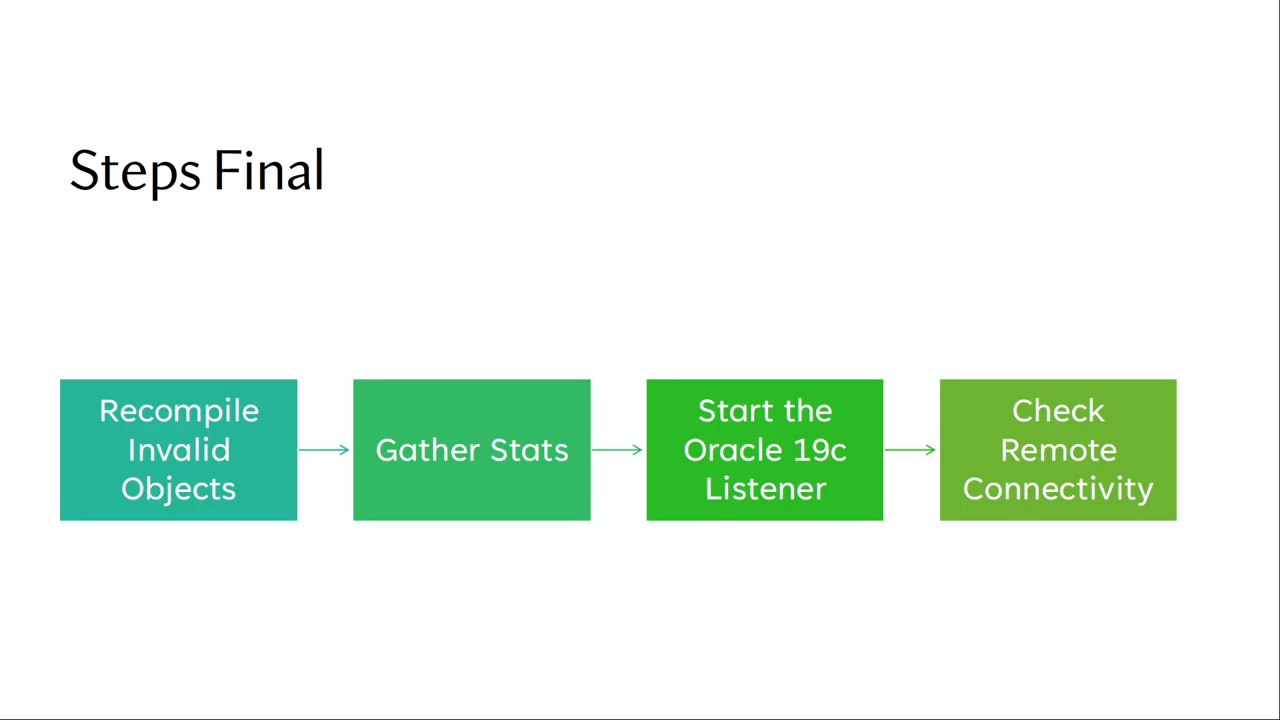 Steps Final
Recompile
Invalid
Objects
Gather Stats
Start the
Oracle 19c
Listener
Check
Remote
Connectivity